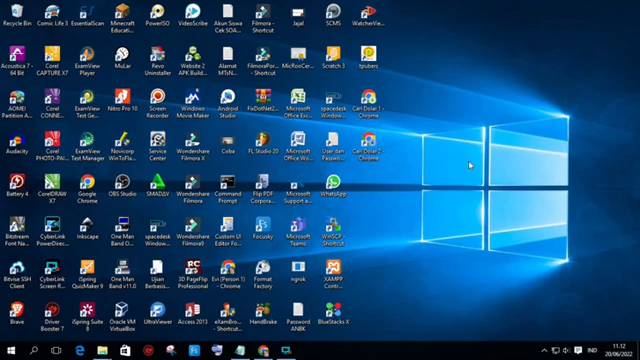 Recycle Bin
Comic Life 3
EssentialScan
Minecraft
Educati...
PowerISO
VideoScribe
Akun Siswa
Cek SOA...
Filmora -
Shortcut
Jajal
SCMS
WatcherView...
Acoustica 7 -
64 Bit
Corel
CAPTURE X7
ExamView
Player
MuLar
Revo
Uninstaller
Website 2
APK Build...
Alamat
MTsN...
FilmoraPor...
- Shortcut
MicRooCer...
Scratch 3
tpubers
AOMEI
Partition A...
Corel
CONNE...
ExamView
Test Ge...
Nitro Pro 10
Screen
Recorder
Windows
Movie Maker
Android
Studio
FixDotNet2...
Microsoft
Office Exc...
spacedesk
Windo...
Can Dolar 1 -
Chrome
Audacity
Corel
PHOTO-PAI...
ExamView
Test Manager
Novicorp
WinToFla...
Service
Center
Wondershare
Filmora X
Coba
FL Studio 20
Microsoft
Office Wo...
User dan
Passwo...
Can Dolar 2 -
Chrome
Battery 4
CorelDRAW
X7
Google
Chrome
OBS Studio
SMADΔV
Wondershare
Filmora
Command
Prompt
Flip PDF
Corporat...
Microsoft
Support a...
WhatsApp
Bitstream
Font Na...
CyberLink
PowerDirec...
Inkscape
One Man
Band O...
spacedesk
Windo...
Wondershare
Filmora9
Custom UI
Editor Fo...
Focusky
Microsoft
Teams
WinSCP
Shortcut
Bitvise SSH
Client
CyberLink
Screen R...
iSpring
QuizMaker 9
One Man
Band v11.0
Ujian
Berbasis...
3D PageFlip
Professional
Evi (Person 1)
- Chrome
Format
Factory
ngrok
XAMPP
Contr...
Brave
Driver
Booster 7
iSpring Suite
8
Oracle VM
VirtualBox
UltraViewer
Access 2013
eXamBro...
- Shortcut...
HandBrake
Password
ANBK
BlueStacks X
IND
11.12
20/06/2022